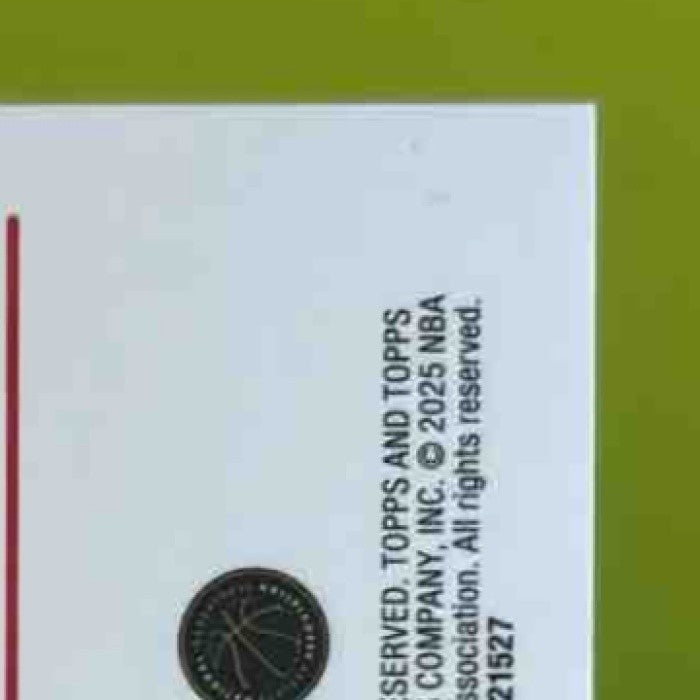 SERVED. TOPPS AND TOPPS
COMPANY, INC. © 2025 NBA
ssociation. All rights reserved.
21527